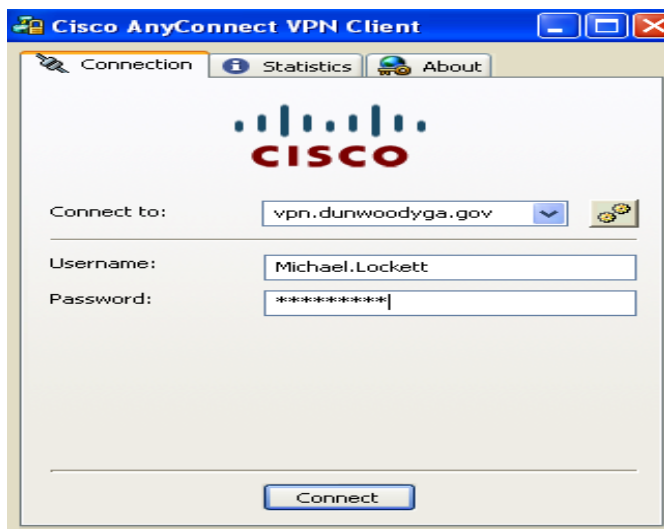 Cisco AnyConnect VPN Client
Connection Statistics About
CISCO
Connect to: vpn.dunwoodyga.gov
Username: Michael.Lockett
Password: *********
Connect